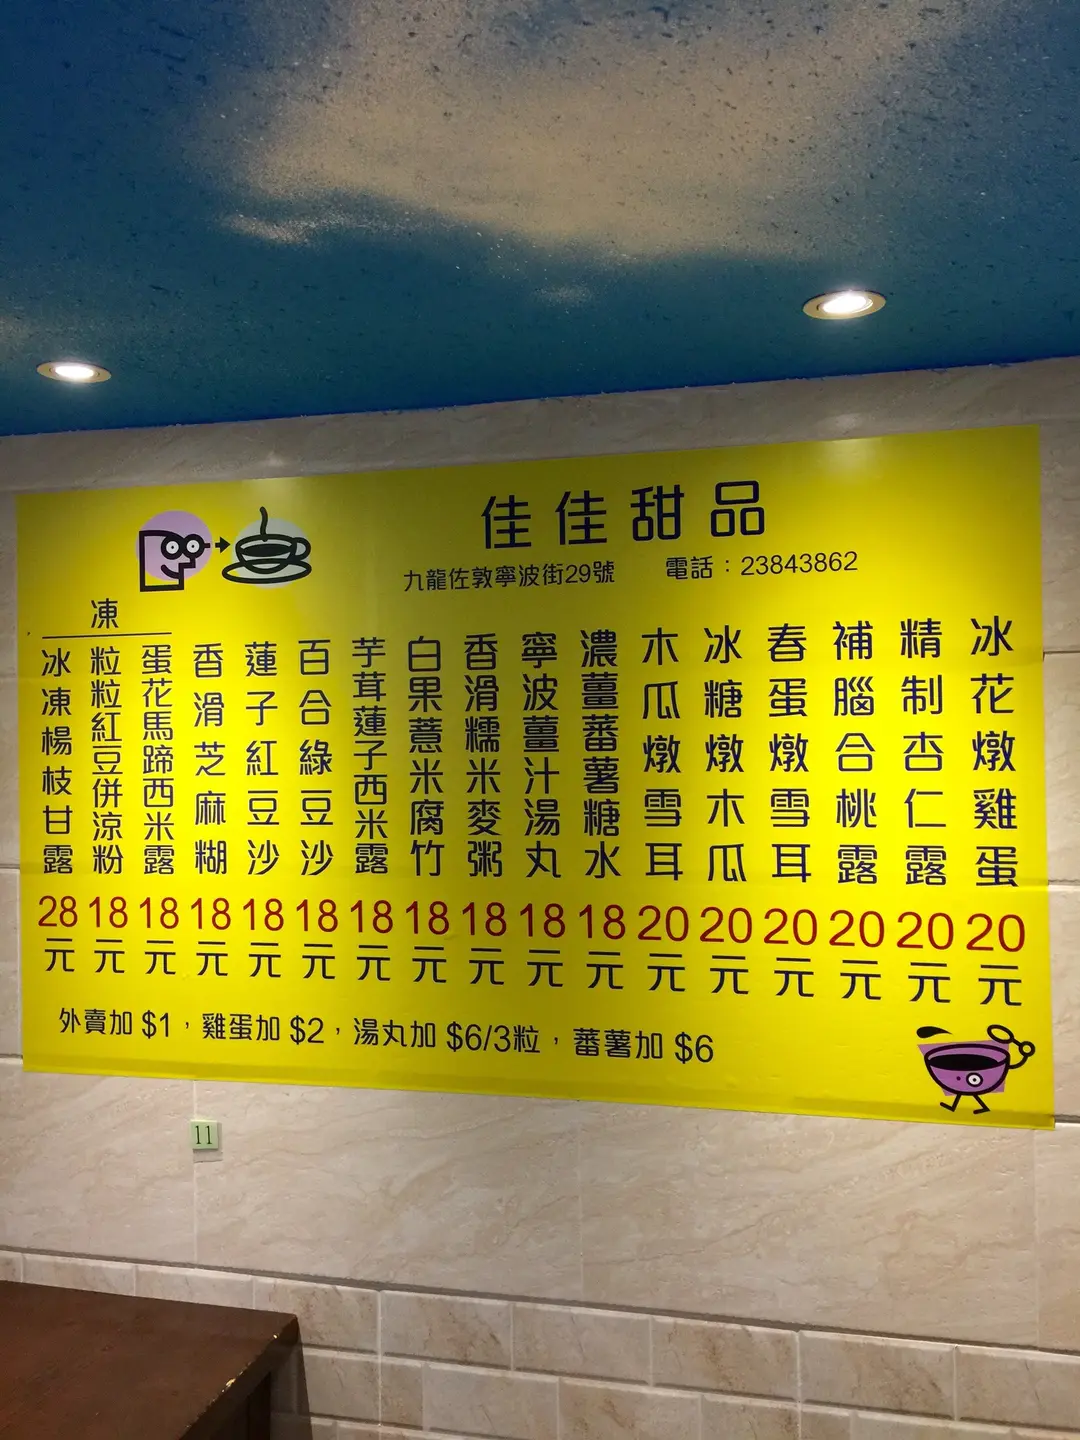 佳佳甜品
九龍佐敦寧波街29號 電話：23843862
冰花燉雞蛋 20元
精制杏仁露 20元
補腦合桃露 20元
春蛋燉雪耳 20元
冰糖燉木瓜 20元
木瓜燉雪耳 20元
濃薑蕃薯糖水 18元
寧波薑汁湯丸 18元
香滑糯米麥粥 18元
白果薏米腐竹 18元
芋茸蓮子西米露 18元
百合綠豆沙 18元
蓮子紅豆沙 18元
香滑芝麻糊 18元
凍
蛋花馬蹄西米露 18元
粒粒紅豆併涼粉 18元
冰凍楊枝甘露 28元
外賣加 $1，雞蛋加 $2，湯丸加 $6/3粒，蕃薯加 $6
11